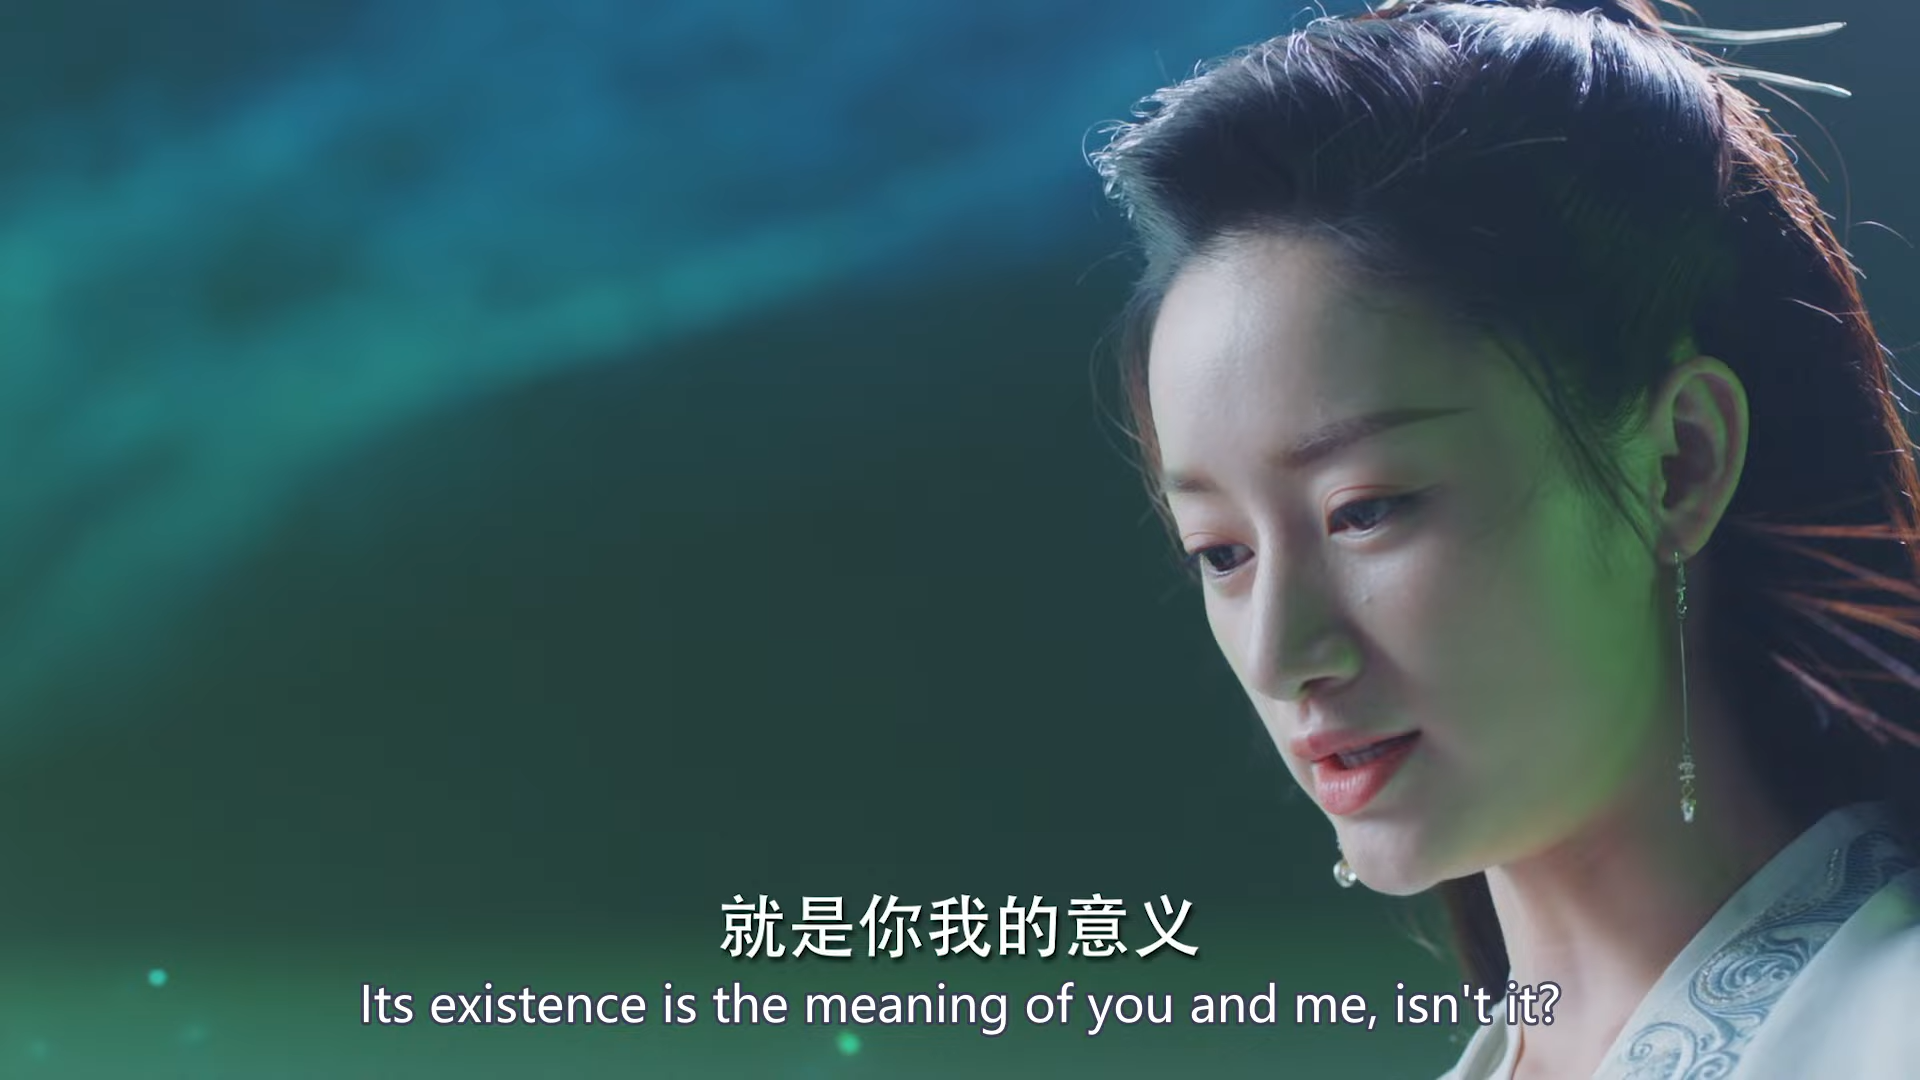 就是你我的意义
Its existence is the meaning of you and me, isn't it?